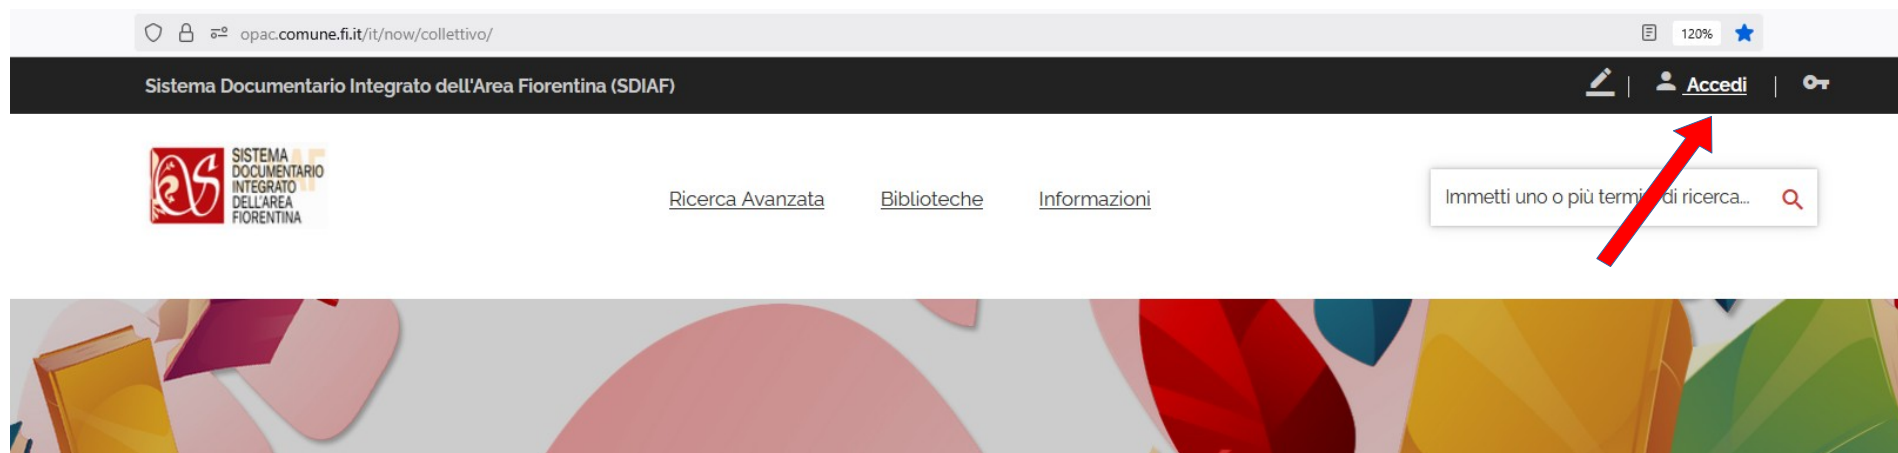 opac.comune.fi.it/it/now/collettivo/
120%
Sistema Documentario Integrato dell'Area Fiorentina (SDIAF)
Accedi
SISTEMA
DOCUMENTARIO
INTEGRATO
DELL'AREA
FIORENTINA
Ricerca Avanzata
Biblioteche
Informazioni
Immetti uno o più termini di ricerca...